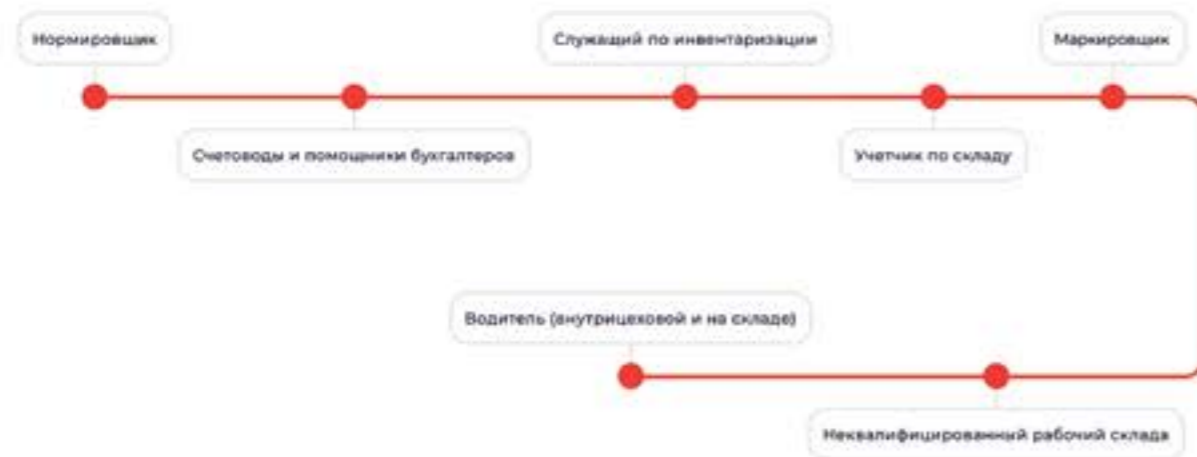 Нормировщик
Служащий по инвентаризации
Маркировщик
Счетоводы и помощники бухгалтеров
Учетчик по складу
Водитель (внутрицеховой и на складе)
Неквалифицированный рабочий склада